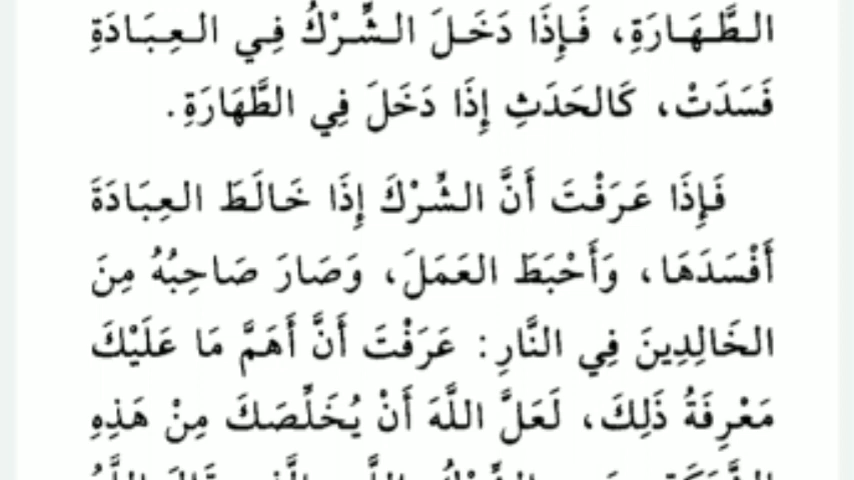 الطَّهَارَةِ، فَإِذَا دَخَلَ الشِّرْكُ فِي العِبَادَةِ
فَسَدَتْ، كَالحَدَثِ إِذَا دَخَلَ فِي الطَّهَارَةِ.
فَإِذَا عَرَفْتَ أَنَّ الشِّرْكَ إِذَا خَالَطَ العِبَادَةَ
أَفْسَدَهَا، وَأَحْبَطَ العَمَلَ، وَصَارَ صَاحِبُهُ مِنَ
الخَالِدِينَ فِي النَّارِ: عَرَفْتَ أَنَّ أَهَمَّ مَا عَلَيْكَ
مَعْرِفَةُ ذَلِكَ، لَعَلَّ اللَّهَ أَنْ يُخَلِّصَكَ مِنْ هَذِهِ